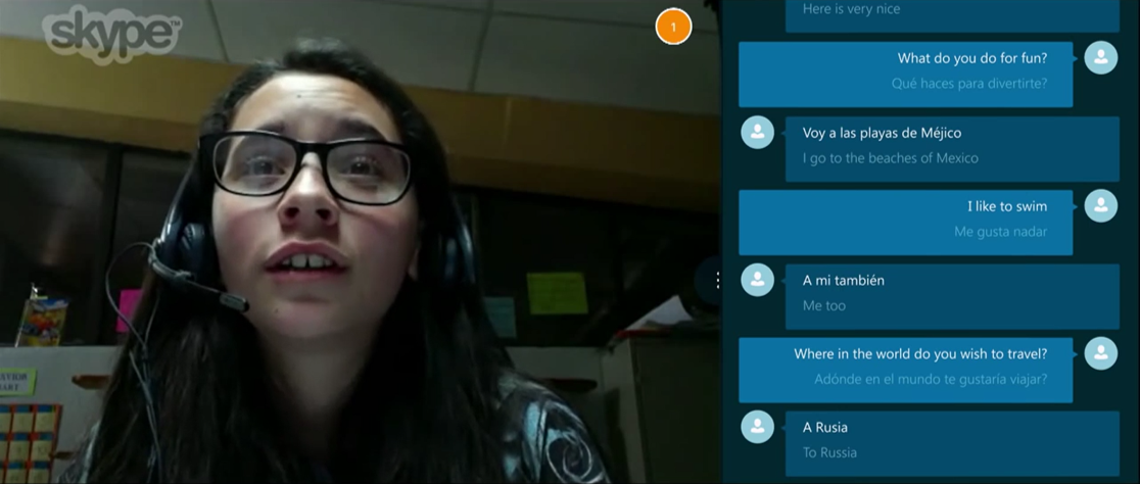 skype™
1
Here is very nice
What do you do for fun?
Qué haces para divertirte?
Voy a las playas de Méjico
I go to the beaches of Mexico
I like to swim
Me gusta nadar
A mi también
Me too
Where in the world do you wish to travel?
Adónde en el mundo te gustaría viajar?
A Rusia
To Russia